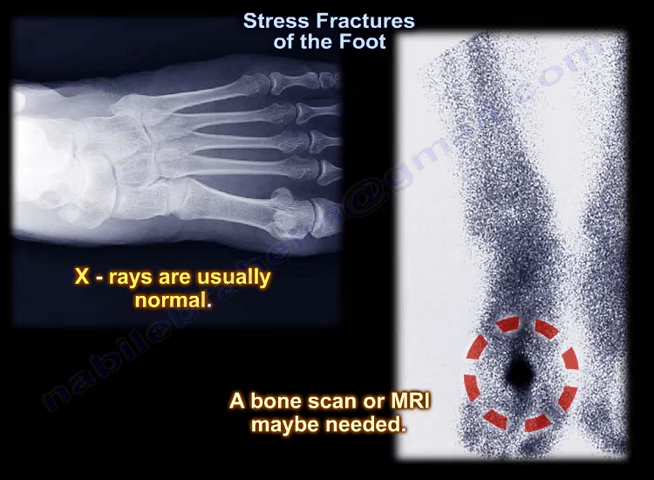 Stress Fractures
of the Foot
X - rays are usually
normal.
A bone scan or MRI
maybe needed.